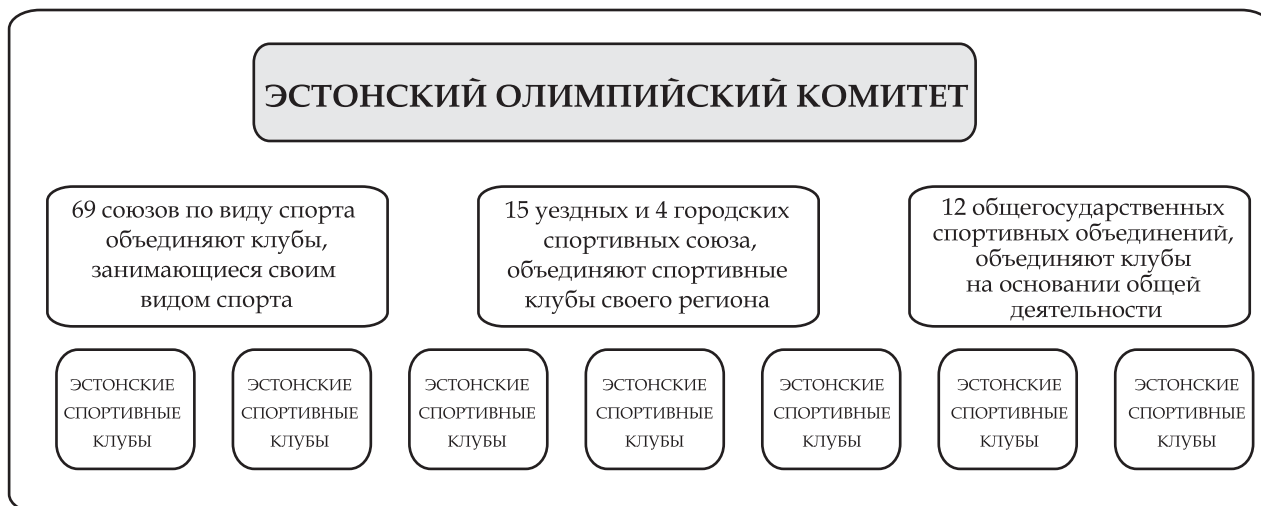 ЭСТОНСКИЙ ОЛИМПИЙСКИЙ КОМИТЕТ
69 союзов по виду спорта
объединяют клубы,
занимающиеся своим
видом спорта
15 уездных и 4 городских
спортивных союза,
объединяют спортивные
клубы своего региона
12 общегосударственных
спортивных объединений,
объединяют клубы
на основании общей
деятельности
ЭСТОНСКИЕ
СПОРТИВНЫЕ
КЛУБЫ
ЭСТОНСКИЕ
СПОРТИВНЫЕ
КЛУБЫ
ЭСТОНСКИЕ
СПОРТИВНЫЕ
КЛУБЫ
ЭСТОНСКИЕ
СПОРТИВНЫЕ
КЛУБЫ
ЭСТОНСКИЕ
СПОРТИВНЫЕ
КЛУБЫ
ЭСТОНСКИЕ
СПОРТИВНЫЕ
КЛУБЫ
ЭСТОНСКИЕ
СПОРТИВНЫЕ
КЛУБЫ